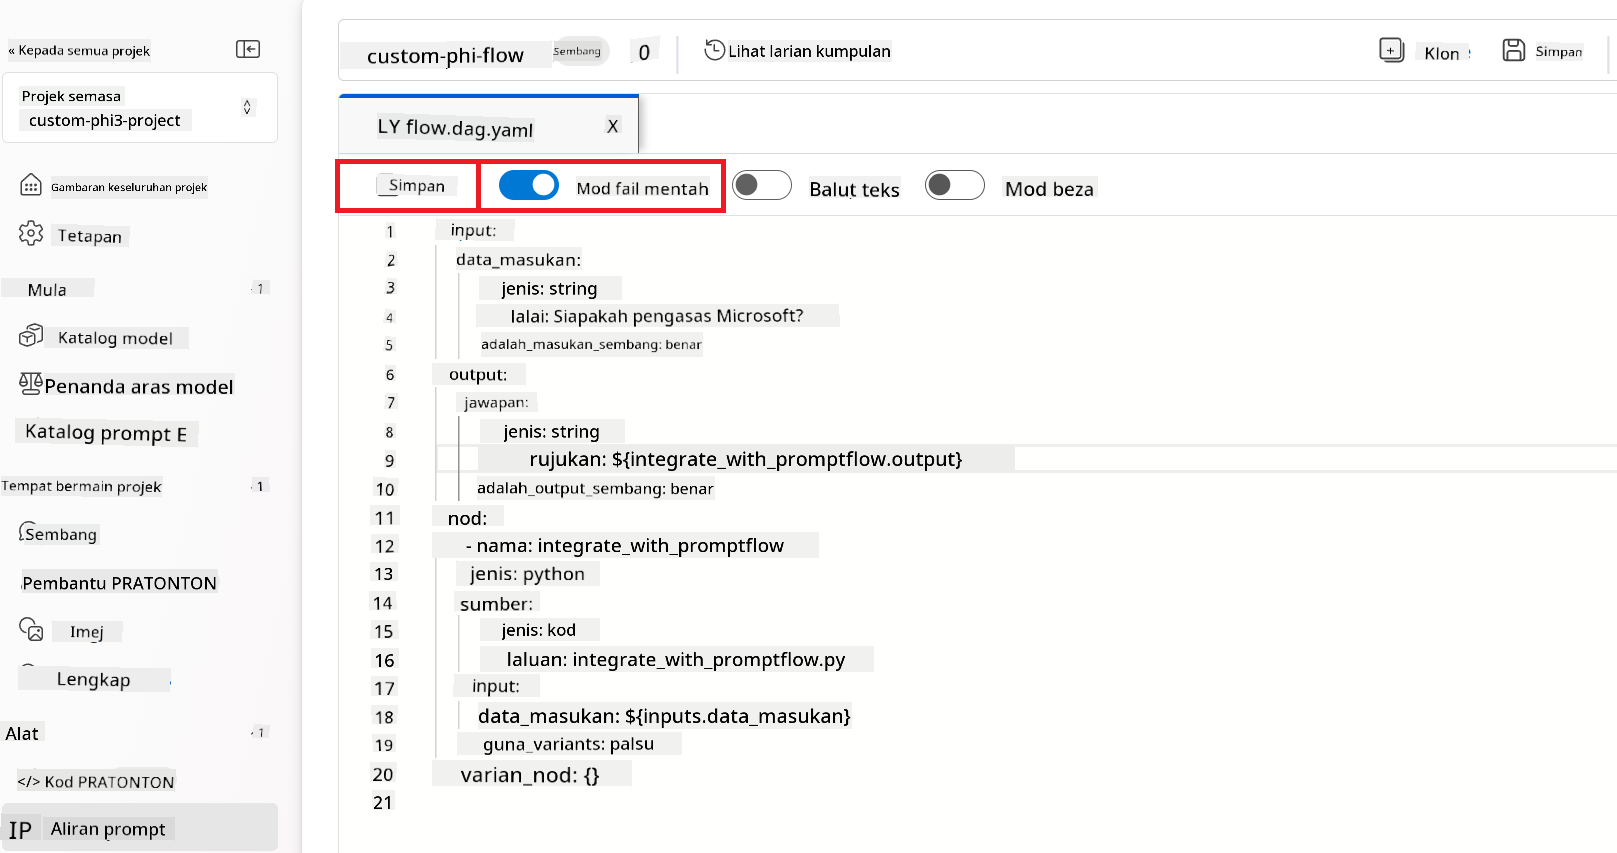 « Kepada semua projek
Projek semasa
custom-phi3-project
Gambaran keseluruhan projek
Tetapan
Mula
1
Katalog model
Penanda aras model
Katalog prompt E
Tempat bermain projek
1
Sembang
Pembantu PRATONTON
Imej
Lengkap
Alat
1
</> Kod PRATONTON
IP Aliran prompt
custom-phi-flow
Sembang
0
Lihat larian kumpulan
Klon
Simpan
LY flow.dag.yaml
X
Simpan
Mod fail mentah
Balut teks
Mod beza
1 input:
2 data_masukan:
3 jenis: string
4 lalai: Siapakah pengasas Microsoft?
5 adalah_masukan_sembang: benar
6 output:
7 jawapan:
8 jenis: string
9 rujukan: ${integrate_with_promptflow.output}
10 adalah_output_sembang: benar
11 nod:
12 - nama: integrate_with_promptflow
13 jenis: python
14 sumber:
15 jenis: kod
16 laluan: integrate_with_promptflow.py
17 input:
18 data_masukan: ${inputs.data_masukan}
19 guna_variants: palsu
20 varian_nod: {}
21